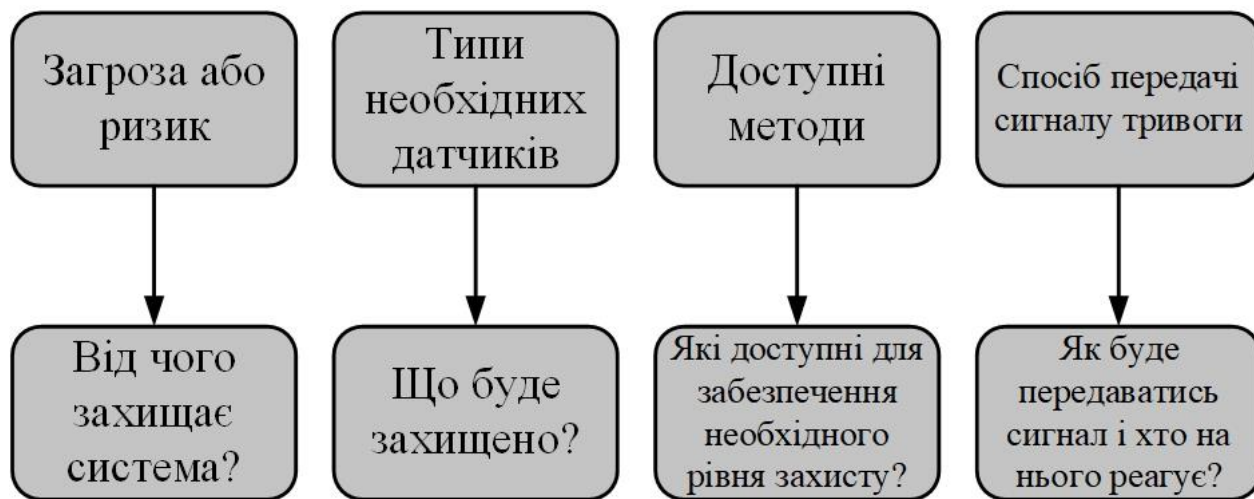 Загроза або
ризик
Типи
необхідних
датчиків
Доступні
методи
Спосіб передачі
сигналу тривоги
Від чого
захищає
система?
Що буде
захищено?
Які доступні для
забезпечення
необхідного
рівня захисту?
Як буде
передаватись
сигнал і хто на
нього реагує?